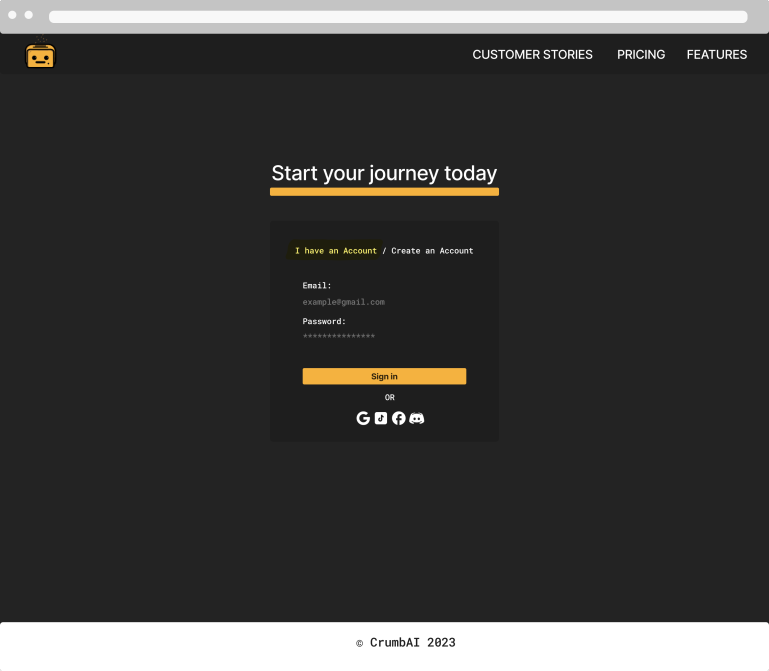 CUSTOMER STORIES PRICING FEATURES
Start your journey today
I have an Account / Create an Account
Email:
example@gmail.com
Password:
***************
Sign in
OR
© CrumbAI 2023